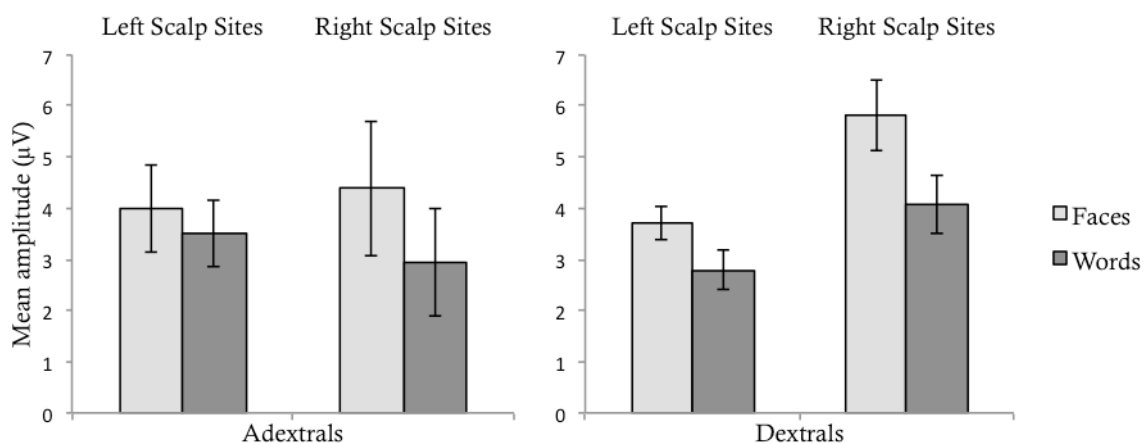 Left Scalp Sites Right Scalp Sites
7
6
5
4
3
2
1
0
Mean amplitude (µV)
Adextrals
Left Scalp Sites Right Scalp Sites
7
6
5
4
3
2
1
0
Dextrals
Faces
Words